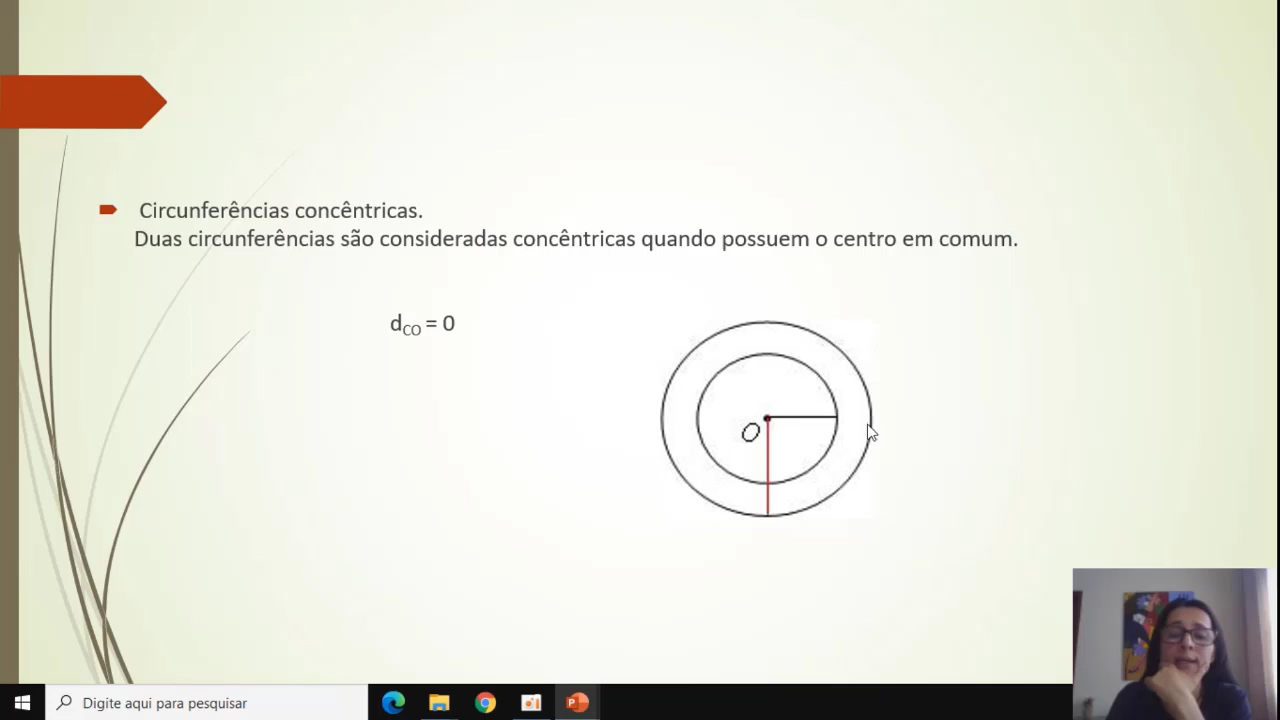 Circunferências concêntricas.
Duas circunferências são consideradas concêntricas quando possuem o centro em comum.
dCO = 0
O
Digite aqui para pesquisar